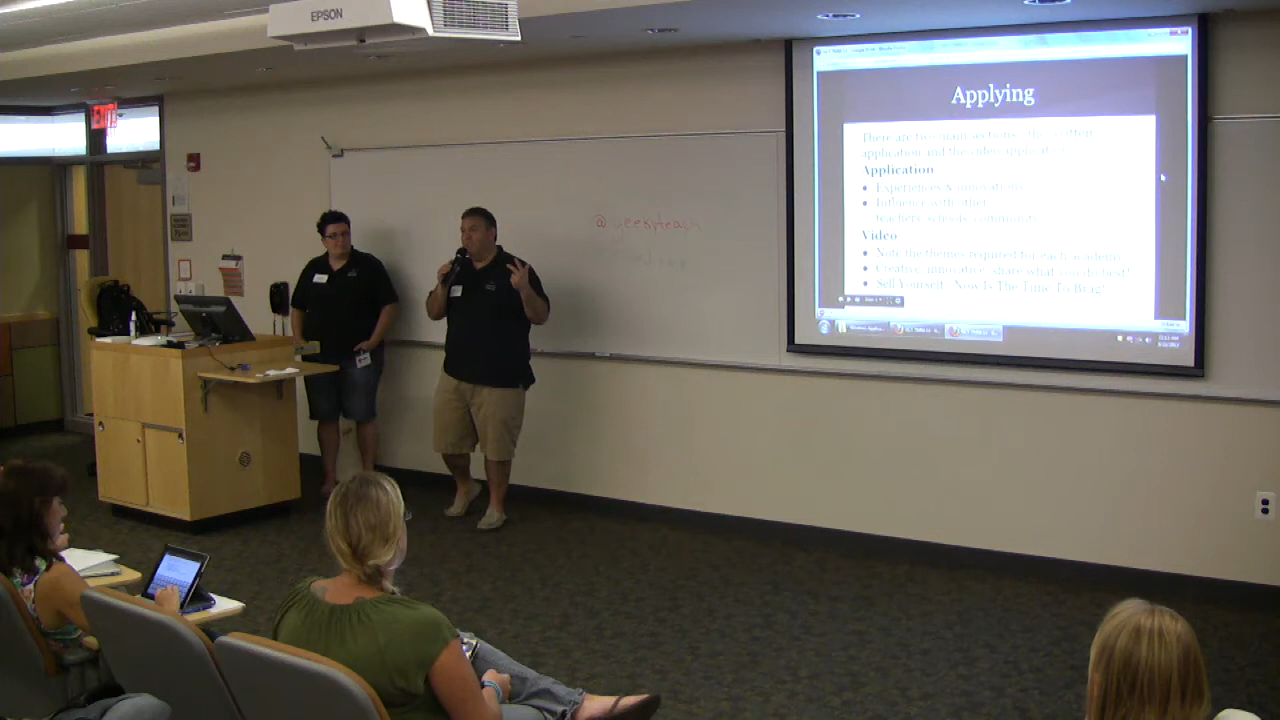 EPSON
EXIT
Applying
There are two main sections: the written
application and the video application.
Application
Experiences & innovations
Influence with other
teachers, schools, community
Video
Note the themes required for each academy
Creative, innovative, share what you do best!
Sell Yourself - Now Is The Time To Brag!
@geekyteach